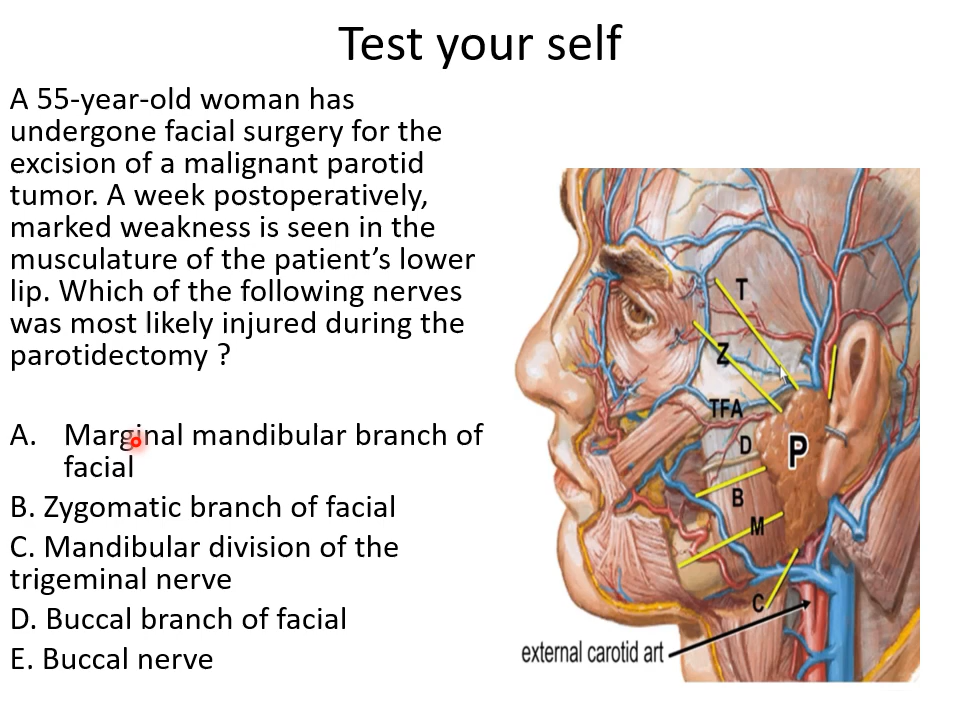 Test your self
A 55-year-old woman has
undergone facial surgery for the
excision of a malignant parotid
tumor. A week postoperatively,
marked weakness is seen in the
musculature of the patient’s lower
lip. Which of the following nerves
was most likely injured during the
parotidectomy ?
A. Marginal mandibular branch of
facial
B. Zygomatic branch of facial
C. Mandibular division of the
trigeminal nerve
D. Buccal branch of facial
E. Buccal nerve
T
Z
TFA
D
P
B
M
C
external carotid art